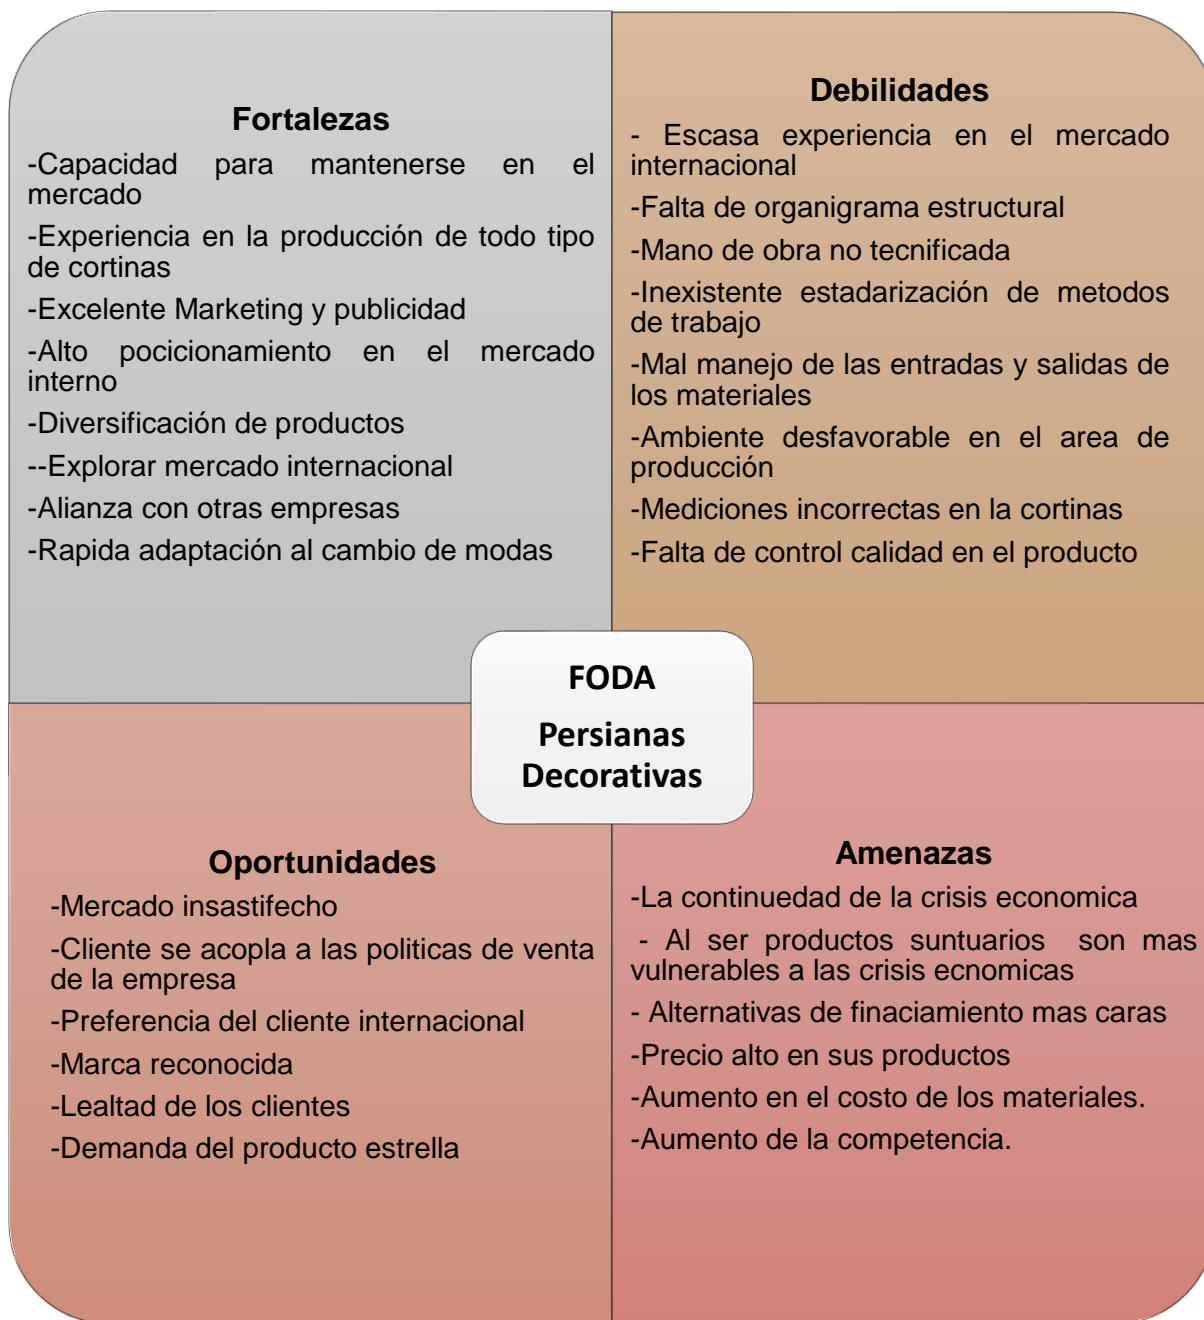 Fortalezas
-Capacidad para mantenerse en el
mercado
-Experiencia en la producción de todo tipo
de cortinas
-Excelente Marketing y publicidad
-Alto pocicionamiento en el mercado
interno
-Diversificación de productos
--Explorar mercado internacional
-Alianza con otras empresas
-Rapida adaptación al cambio de modas
Debilidades
- Escasa experiencia en el mercado
internacional
-Falta de organigrama estructural
-Mano de obra no tecnificada
-Inexistente estadarización de metodos
de trabajo
-Mal manejo de las entradas y salidas de
los materiales
-Ambiente desfavorable en el area de
producción
-Mediciones incorrectas en la cortinas
-Falta de control calidad en el producto
FODA
Persianas
Decorativas
Oportunidades
-Mercado insastifecho
-Cliente se acopla a las politicas de venta
de la empresa
-Preferencia del cliente internacional
-Marca reconocida
-Lealtad de los clientes
-Demanda del producto estrella
Amenazas
-La continuedad de la crisis economica
- Al ser productos suntuarios son mas
vulnerables a las crisis ecnomicas
- Alternativas de finaciamiento mas caras
-Precio alto en sus productos
-Aumento en el costo de los materiales.
-Aumento de la competencia.